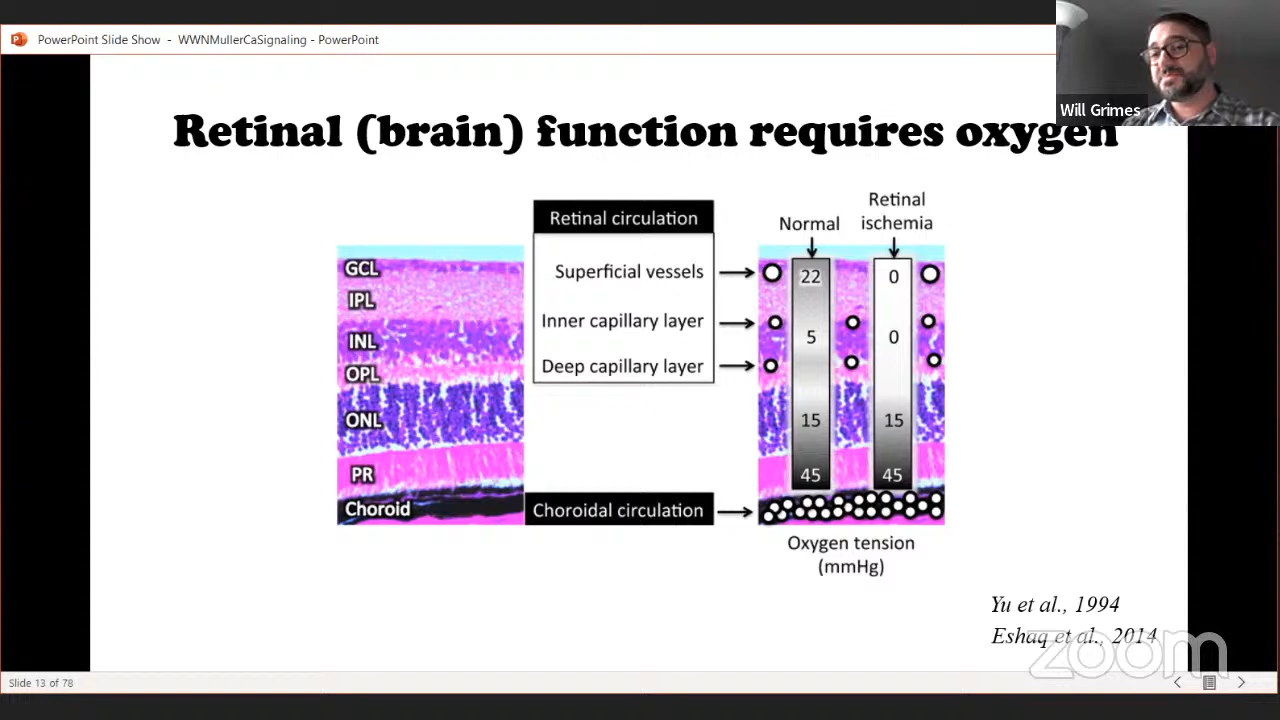 PowerPoint Slide Show - WWNMullerCaSignaling - PowerPoint
Will Grimes
Retinal (brain) function requires oxygen
Retinal circulation
Superficial vessels
Inner capillary layer
Deep capillary layer
Choroidal circulation
GCL
IPL
INL
OPL
ONL
PR
Choroid
Normal
Retinal
ischemia
22 0
5 0
15 15
45 45
Oxygen tension
(mmHg)
Yu et al., 1994
Eshaq et al., 2014
zoom
Slide 13 of 78